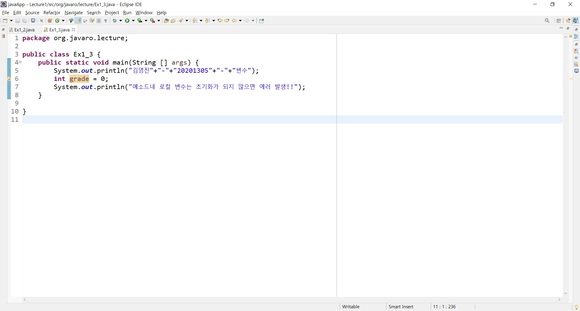 javaApp - Lecture1/src/org/javaro/lecture/Ex1_3.java - Eclipse IDE
File Edit Source Refactor Navigate Search Project Run Window Help
Ex1_2.java Ex1_3.java
1 package org.javaro.lecture;
2
3 public class Ex1_3 {
4 public static void main(String [] args) {
5 System.out.println("김영진"+"-"+"20201305"+"-"+"변수");
6 int grade = 0;
7 System.out.println("메소드내 로컬 변수는 초기화가 되지 않으면 에러 발생!!");
8 }
9
10 }
11
Writable Smart Insert 11 : 1 : 236